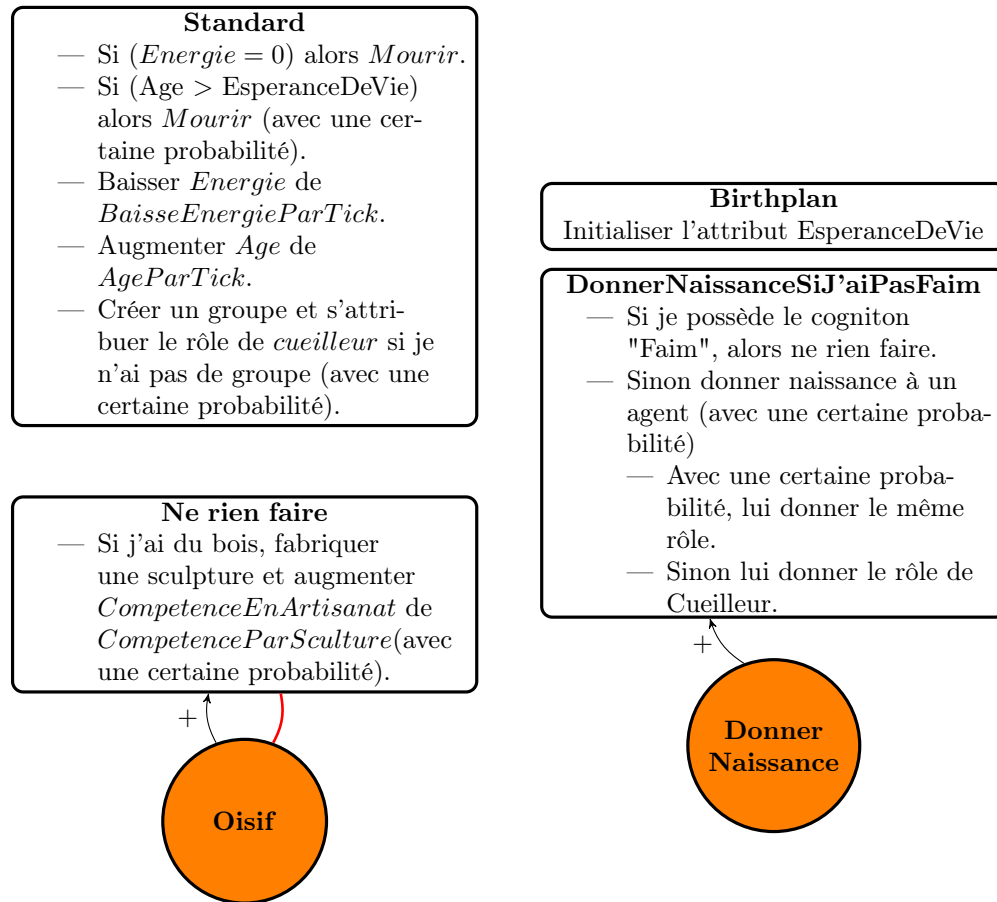 Standard
— Si (Energie = 0) alors Mourir.
— Si (Age > EsperanceDeVie)
alors Mourir (avec une cer-
taine probabilité).
— Baisser Energie de
BaisseEnergieParTick.
— Augmenter Age de
AgeParTick.
— Créer un groupe et s'attri-
buer le rôle de cueilleur si je
n'ai pas de groupe (avec une
certaine probabilité).
Birthplan
Initialiser l'attribut EsperanceDeVie
DonnerNaissanceSiJ'aiPasFaim
— Si je possède le cogniton
"Faim", alors ne rien faire.
— Sinon donner naissance à un
agent (avec une certaine proba-
bilité)
— Avec une certaine proba-
bilité, lui donner le même
rôle.
— Sinon lui donner le rôle de
Cueilleur.
Ne rien faire
— Si j'ai du bois, fabriquer
une sculpture et augmenter
CompetenceEnArtisanat de
CompetenceParSculture(avec
une certaine probabilité).
+
Oisif
+
Donner
Naissance